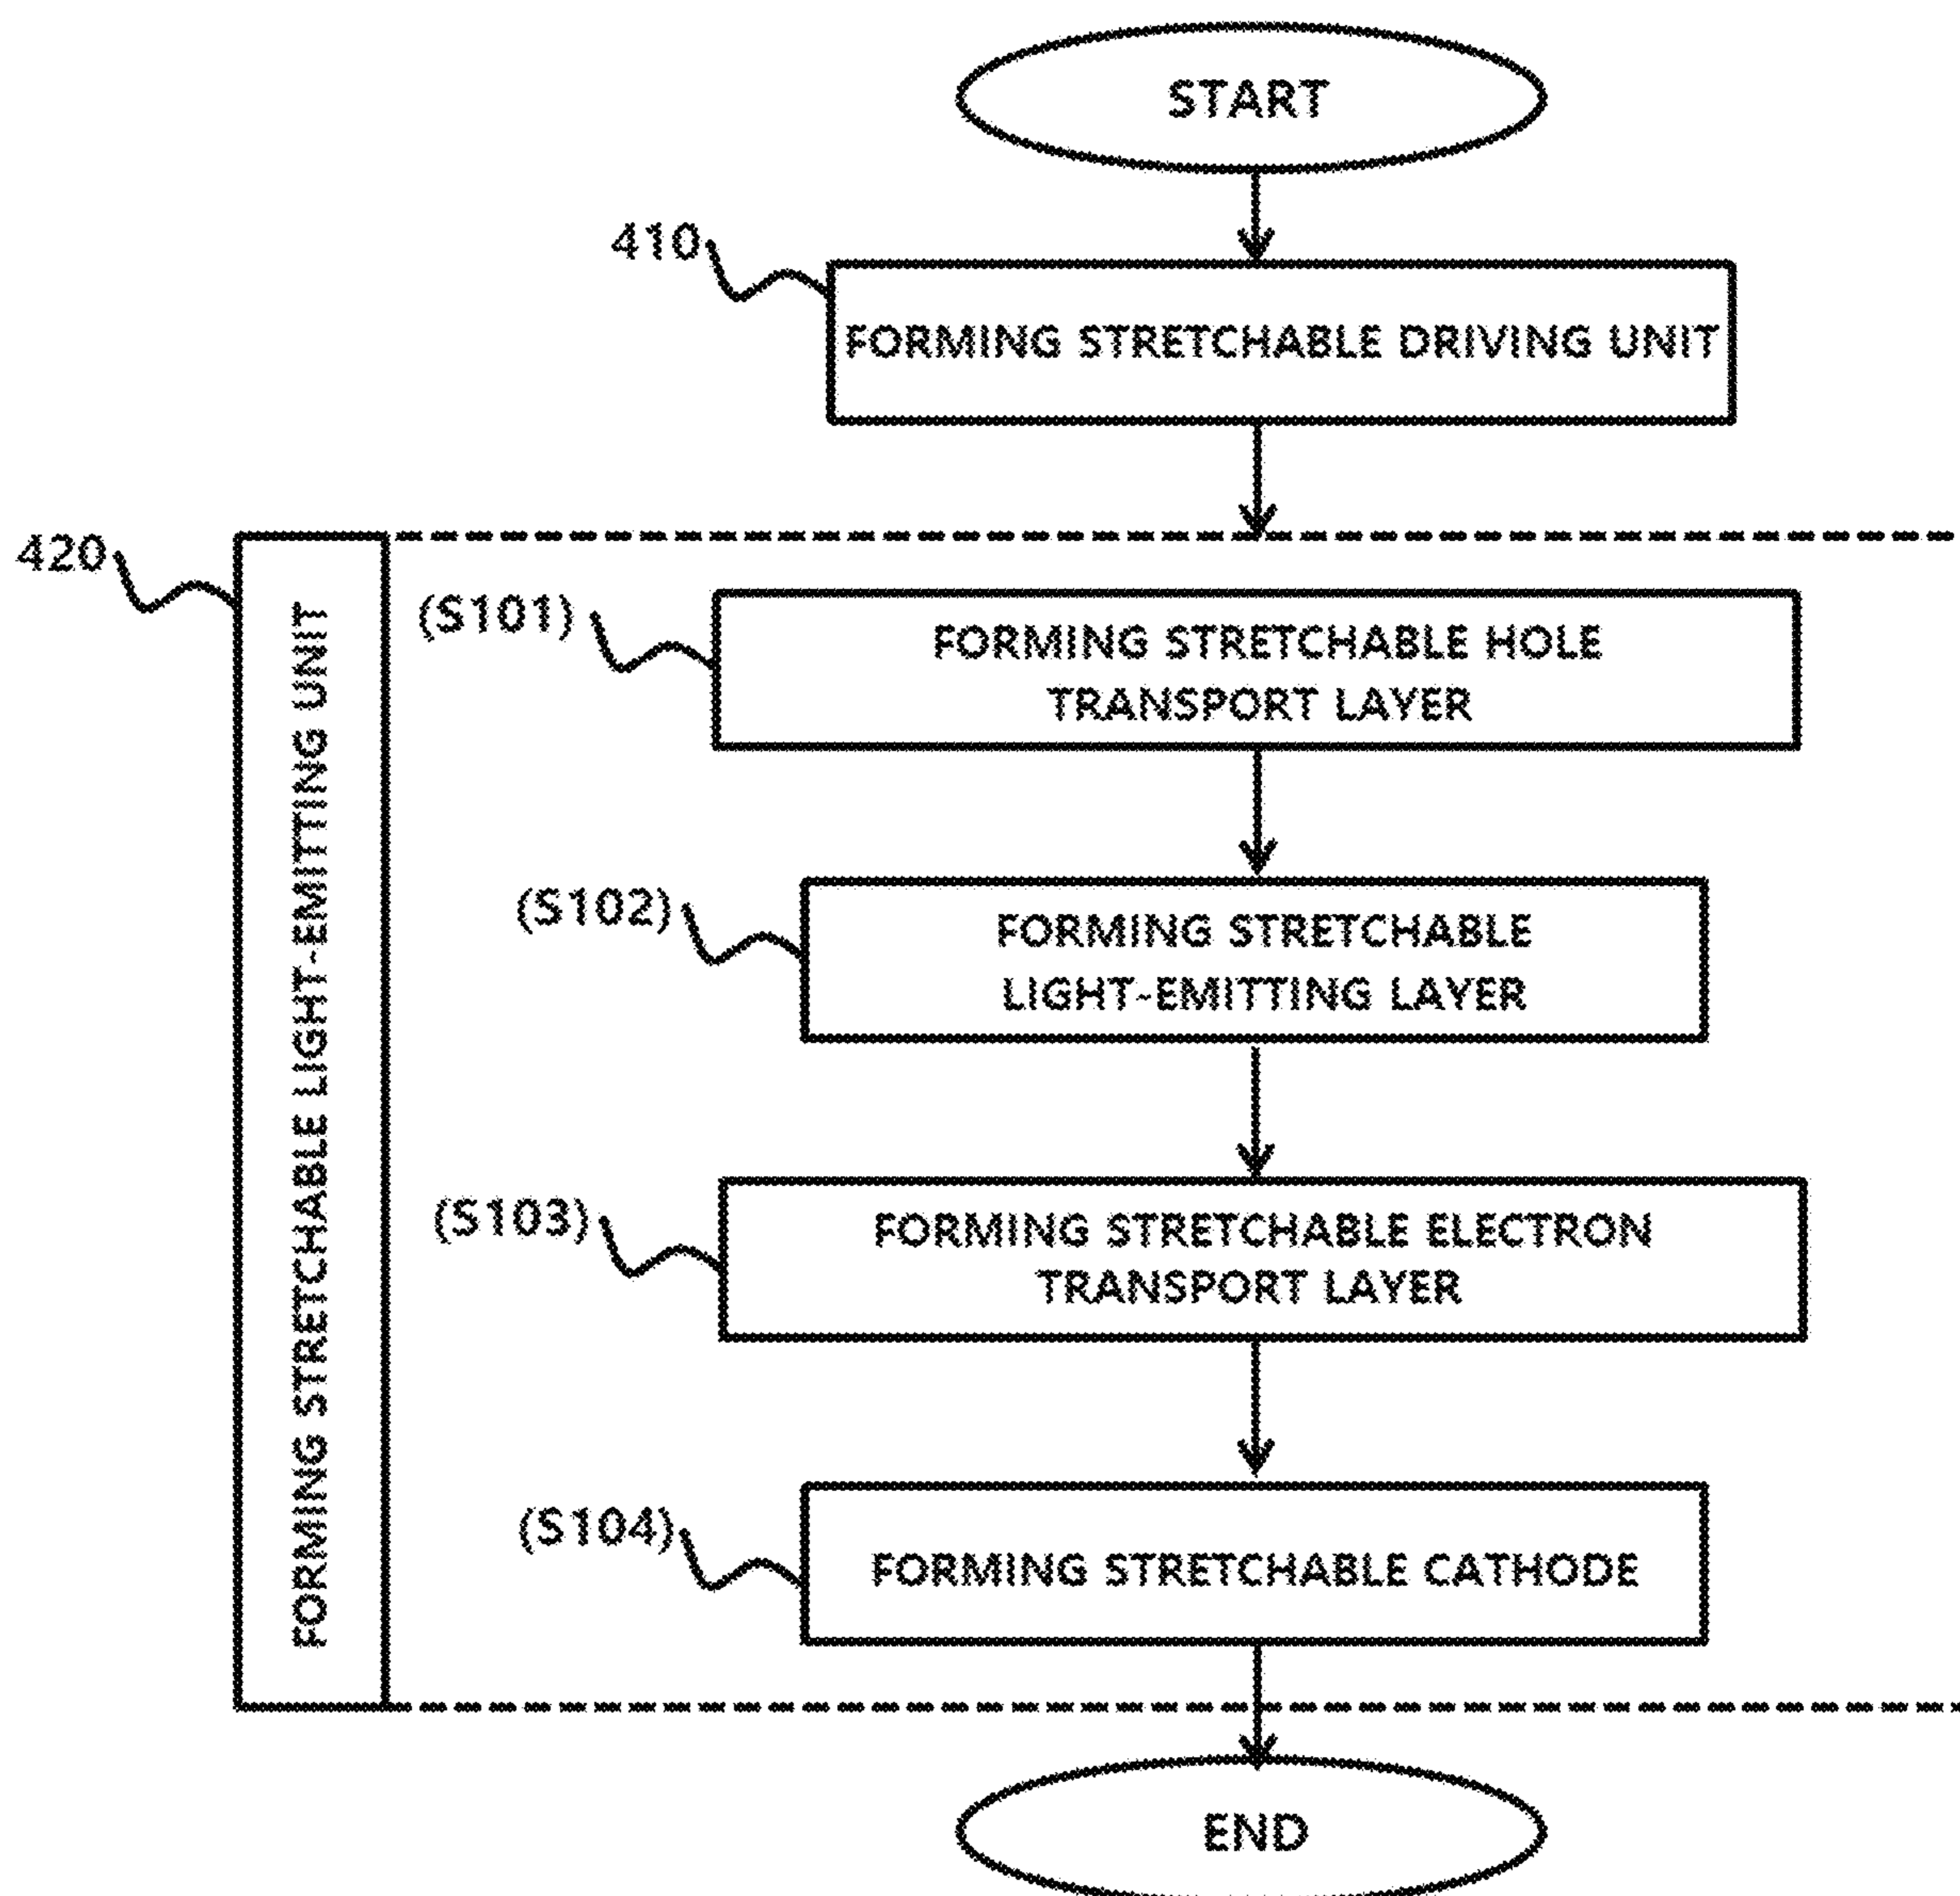 START
410
FORMING STRETCHABLE DRIVING UNIT
420
FORMING STRETCHABLE LIGHT-EMITTING UNIT
(S101)
FORMING STRETCHABLE HOLE
TRANSPORT LAYER
(S102)
FORMING STRETCHABLE
LIGHT-EMITTING LAYER
(S103)
FORMING STRETCHABLE ELECTRON
TRANSPORT LAYER
(S104)
FORMING STRETCHABLE CATHODE
END